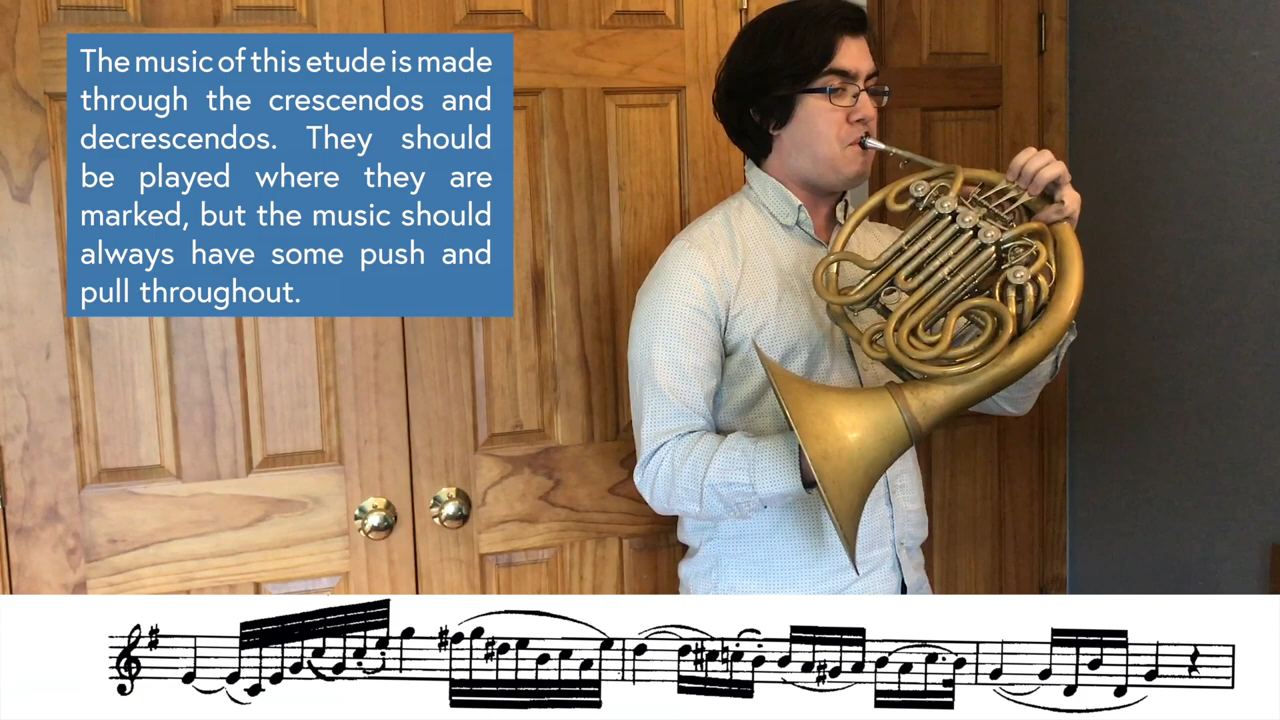 The music of this etude is made
through the crescendos and
decrescendos. They should
be played where they are
marked, but the music should
always have some push and
pull throughout.